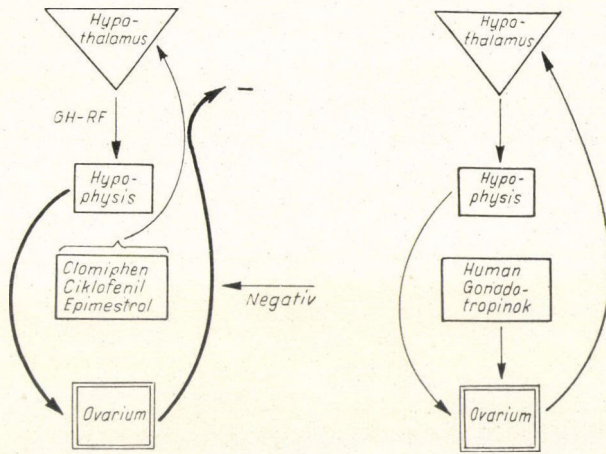 Hypo-
thalamus
GH-RF
Hypo-
physis
Clomiphen
Ciklofenil
Epimestrol
–
Negativ
Ovarium
Hypo-
thalamus
Hypo-
physis
Human
Gonado-
tropinok
Ovarium